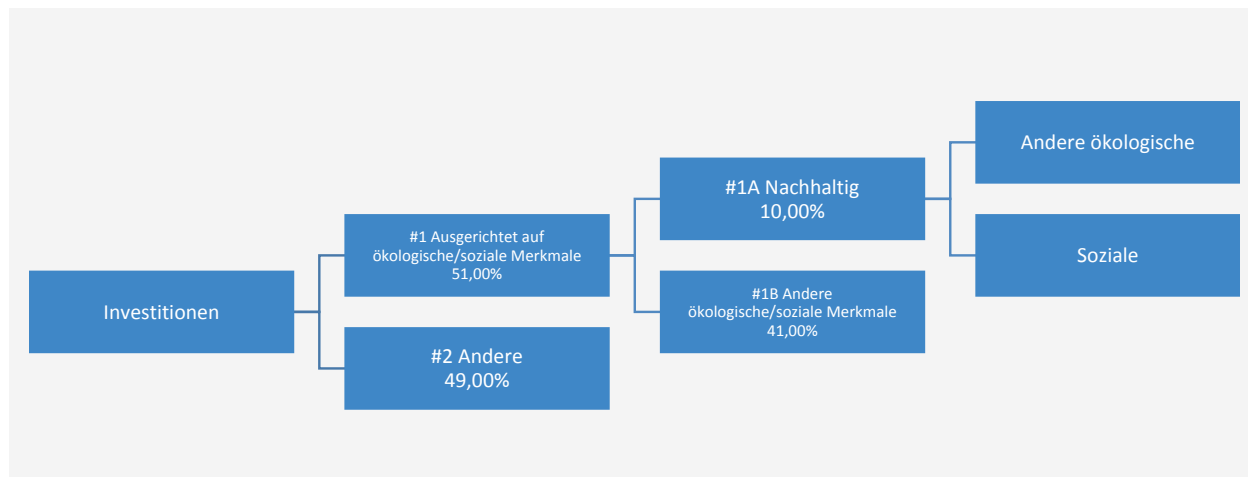 Investitionen
#1 Ausgerichtet auf
ökologische/soziale Merkmale
51,00%
#2 Andere
49,00%
#1A Nachhaltig
10,00%
#1B Andere
ökologische/soziale Merkmale
41,00%
Andere ökologische
Soziale